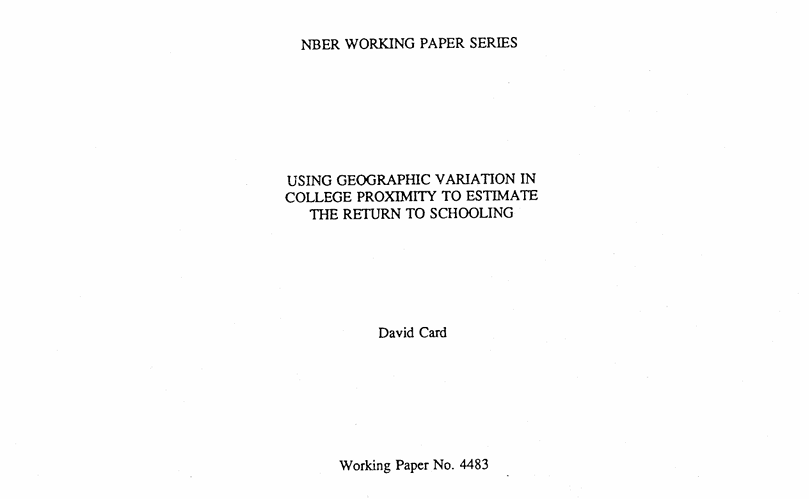 NBER WORKING PAPER SERIES
USING GEOGRAPHIC VARIATION IN
COLLEGE PROXIMITY TO ESTIMATE
THE RETURN TO SCHOOLING
David Card
Working Paper No. 4483